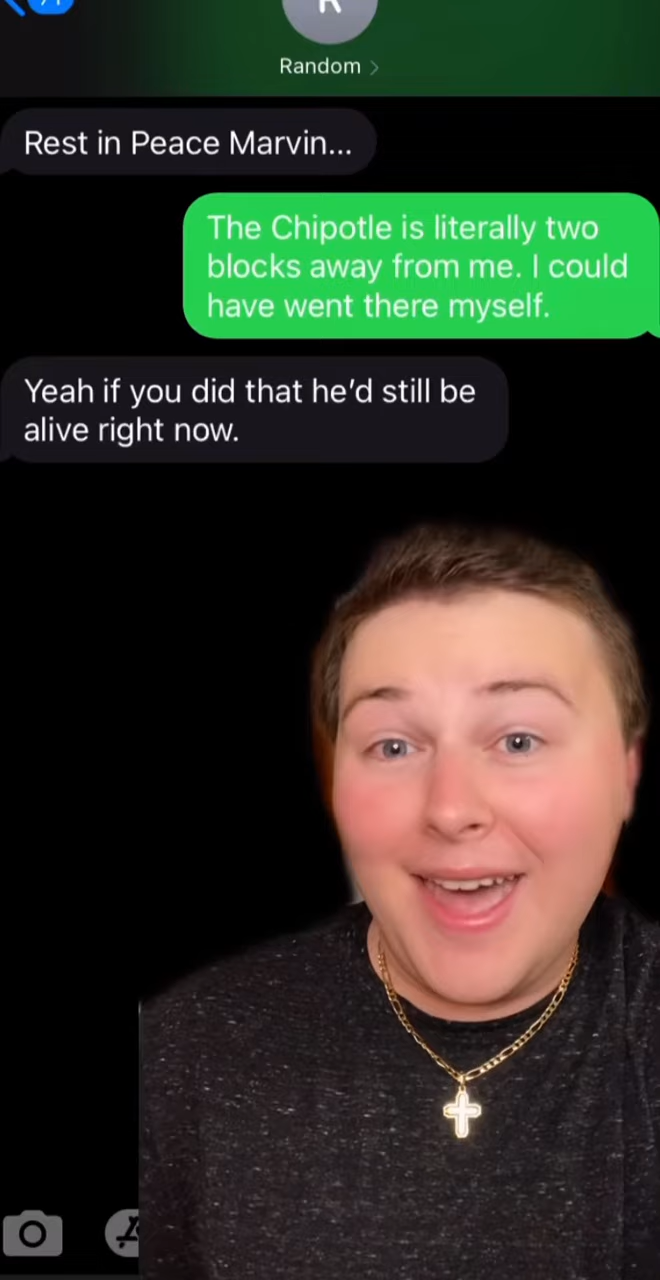 Random
Rest in Peace Marvin...
The Chipotle is literally two
blocks away from me. I could
have went there myself.
Yeah if you did that he'd still be
alive right now.